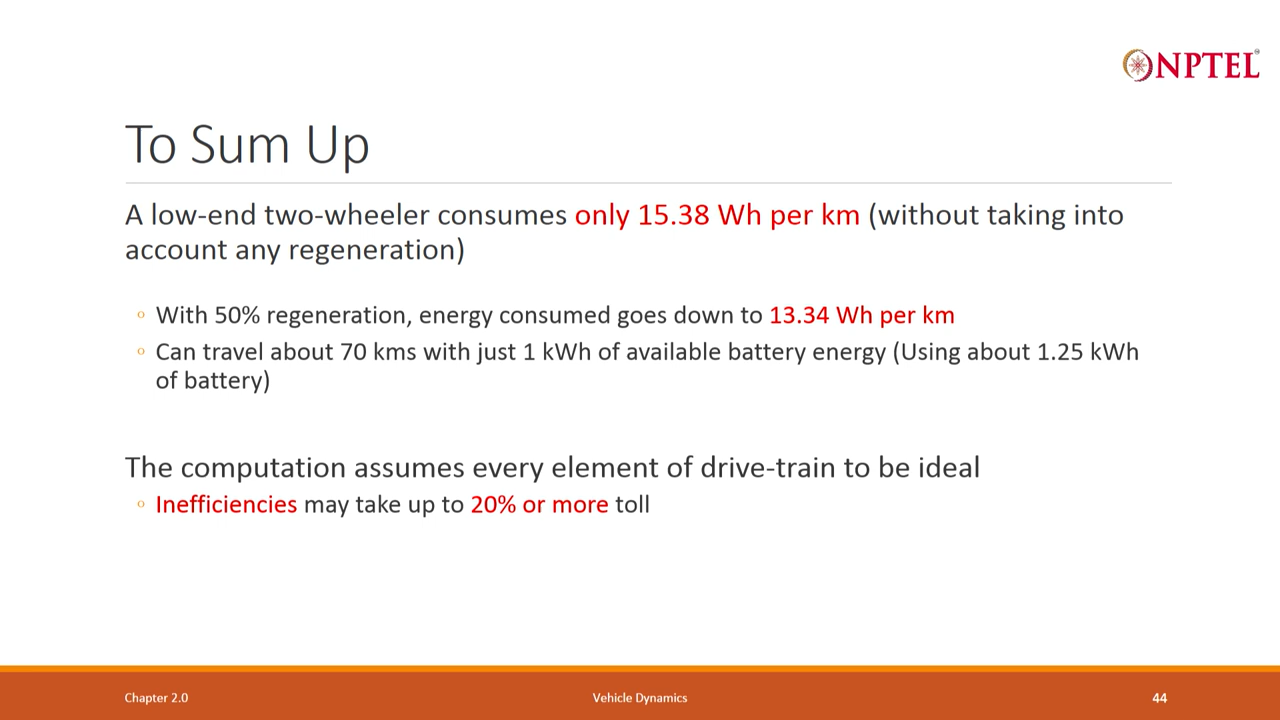 NPTEL
To Sum Up
A low-end two-wheeler consumes only 15.38 Wh per km (without taking into
account any regeneration)
◦ With 50% regeneration, energy consumed goes down to 13.34 Wh per km
◦ Can travel about 70 kms with just 1 kWh of available battery energy (Using about 1.25 kWh
of battery)
The computation assumes every element of drive-train to be ideal
◦ Inefficiencies may take up to 20% or more toll
Chapter 2.0
Vehicle Dynamics
44